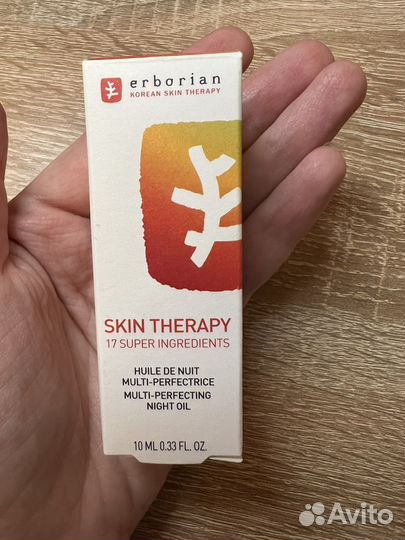 erborian
KOREAN SKIN THERAPY
SKIN THERAPY
17 SUPER INGREDIENTS
HUILE DE NUIT
MULTI-PERFECTRICE
MULTI-PERFECTING
NIGHT OIL
10 ML 0.33 FL. OZ.
Avito